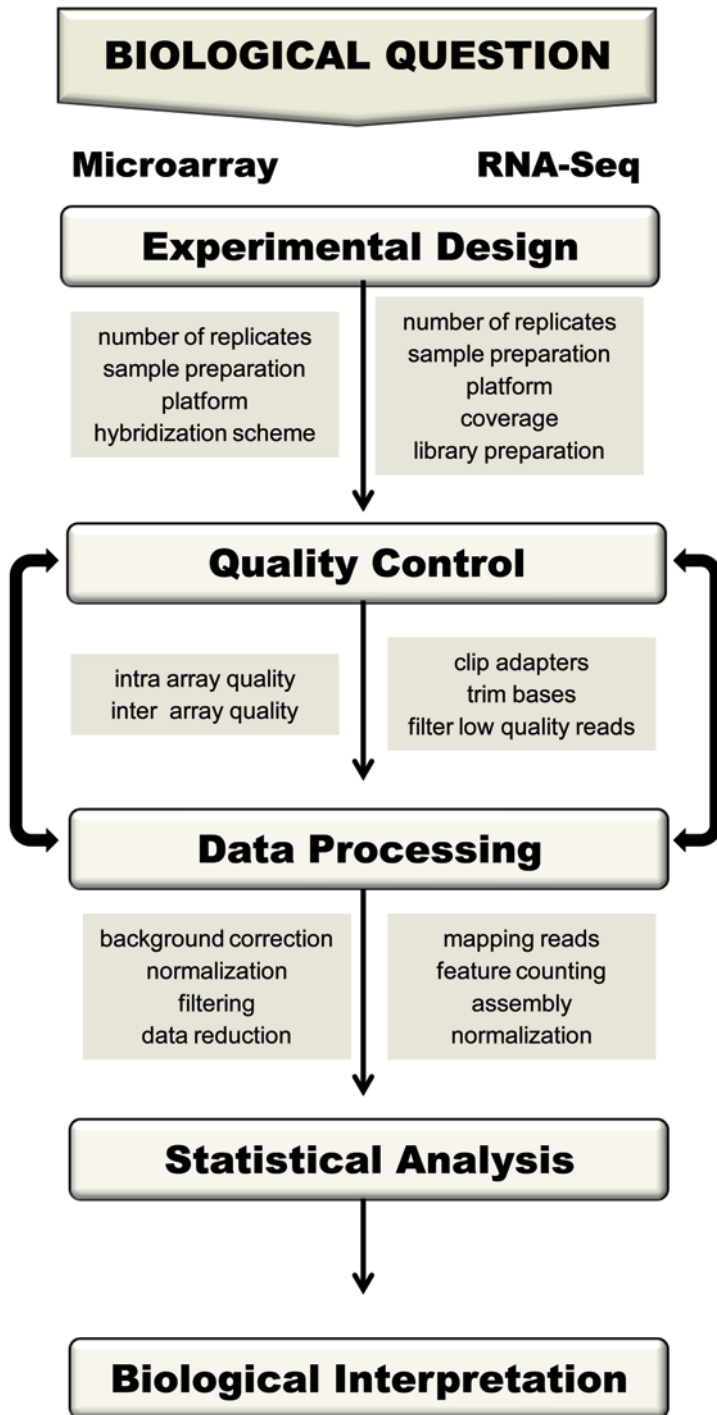 BIOLOGICAL QUESTION
Microarray
RNA-Seq
Experimental Design
number of replicates
sample preparation
platform
hybridization scheme
number of replicates
sample preparation
platform
coverage
library preparation
Quality Control
intra array quality
inter array quality
clip adapters
trim bases
filter low quality reads
Data Processing
background correction
normalization
filtering
data reduction
mapping reads
feature counting
assembly
normalization
Statistical Analysis
Biological Interpretation